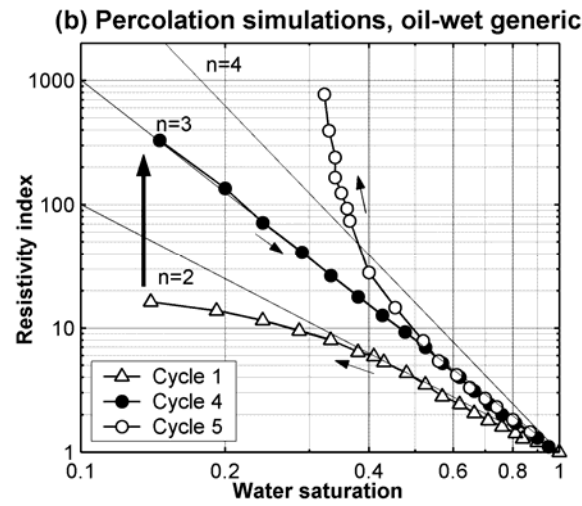 (b) Percolation simulations, oil-wet generic
1000
100
10
1
Resistivity index
n=4
n=3
n=2
Cycle 1
Cycle 4
Cycle 5
0.1
0.2
0.4
0.6
0.8
1
Water saturation